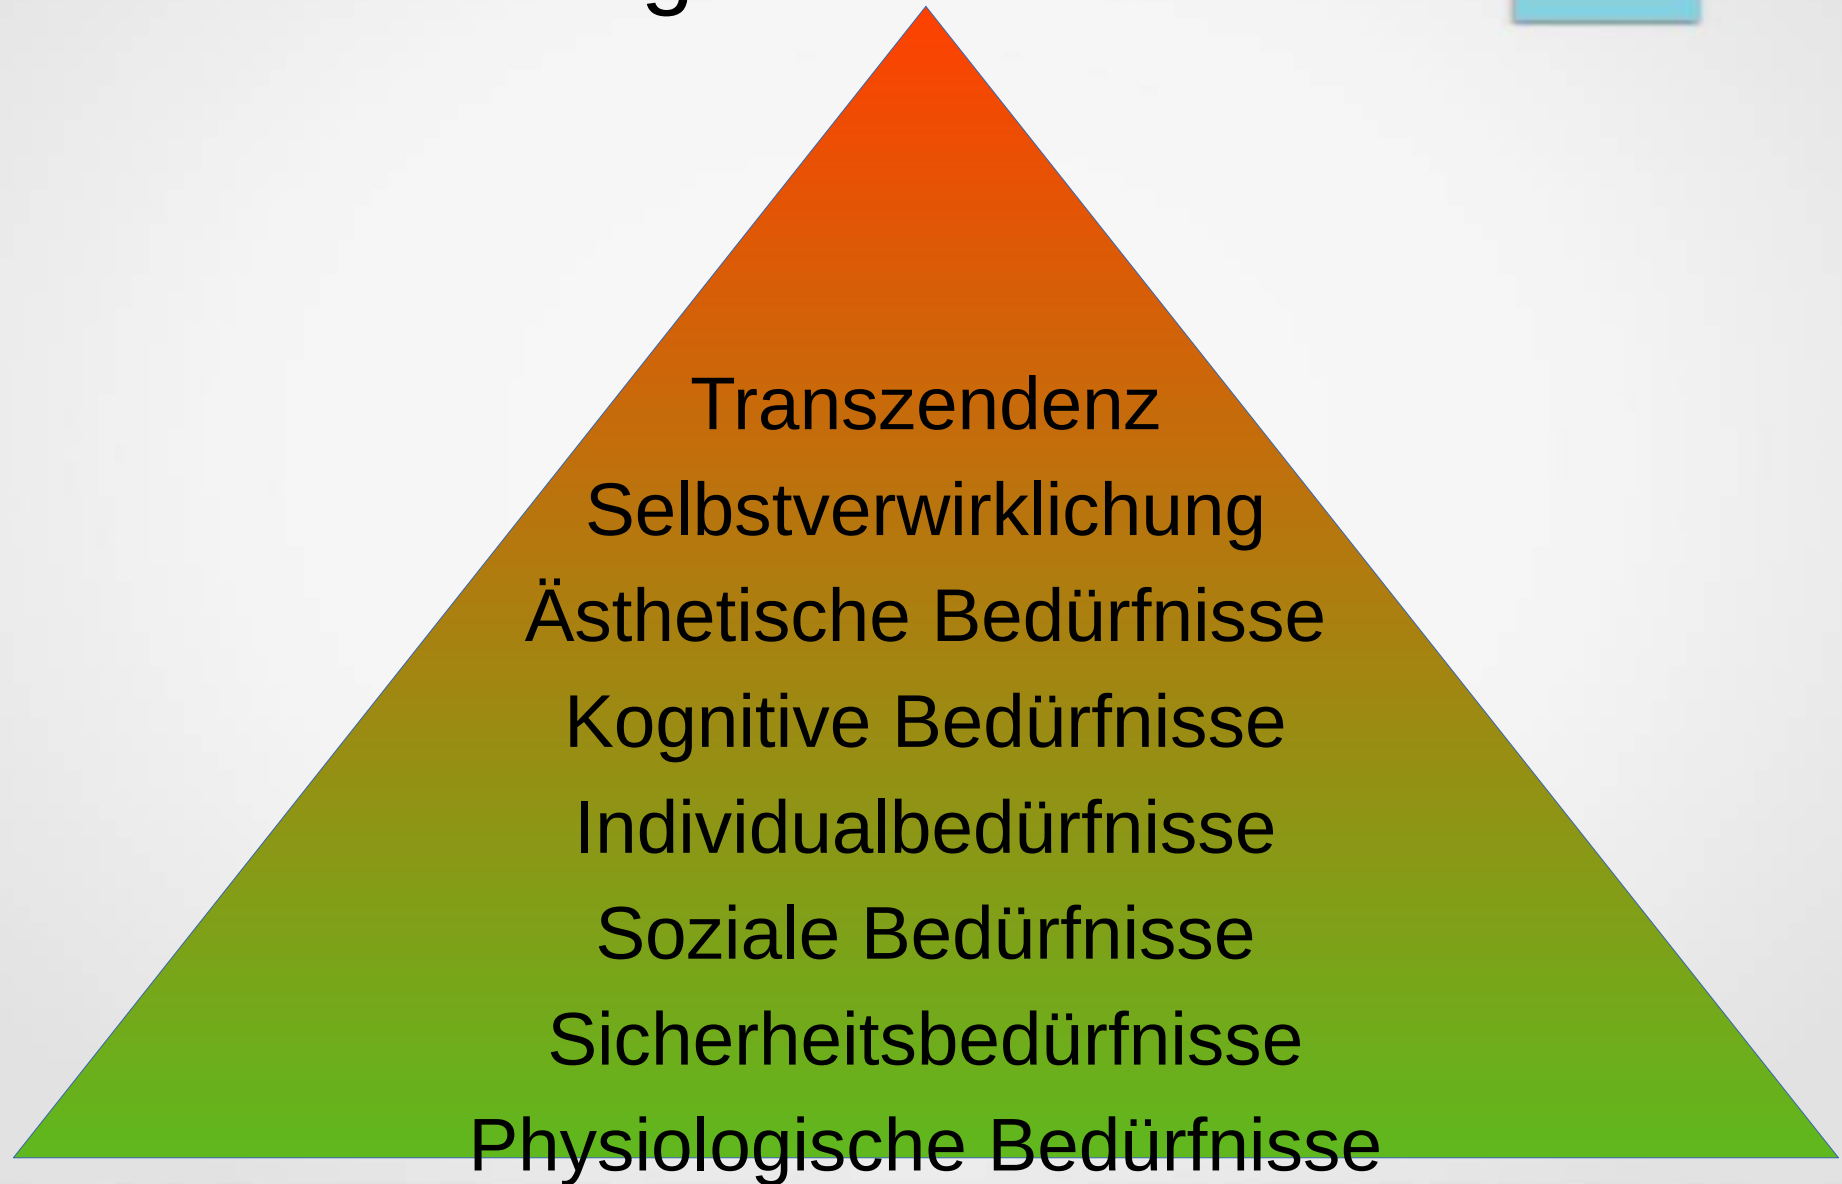 Transzendenz
Selbstverwirklichung
Ästhetische Bedürfnisse
Kognitive Bedürfnisse
Individualbedürfnisse
Soziale Bedürfnisse
Sicherheitsbedürfnisse
Physiologische Bedürfnisse